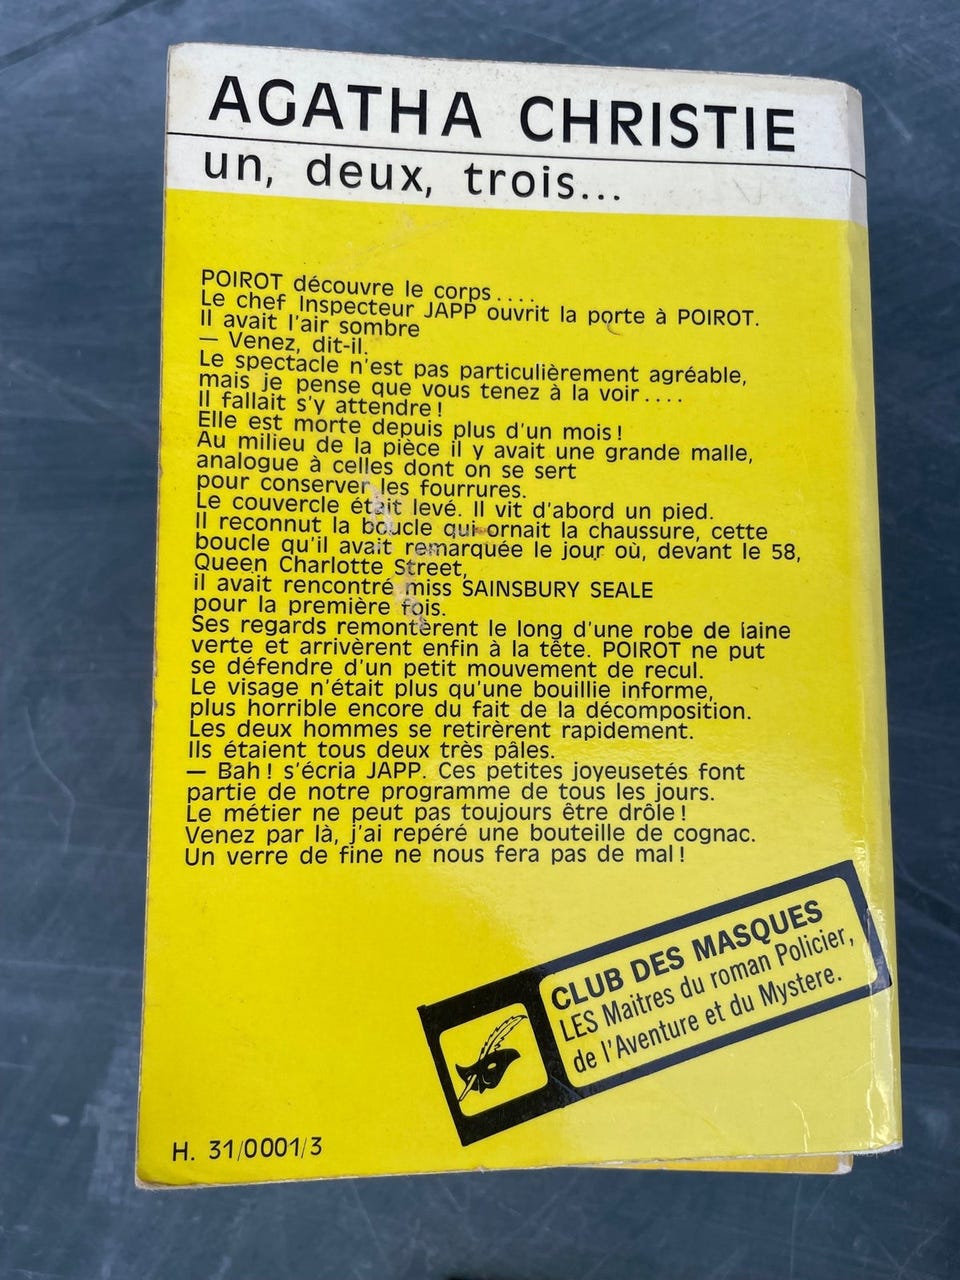 AGATHA CHRISTIE
un, deux, trois...
POIROT découvre le corps....
Le chef Inspecteur JAPP ouvrit la porte à POIROT.
Il avait l'air sombre
— Venez, dit-il.
Le spectacle n'est pas particulièrement agréable,
mais je pense que vous tenez à la voir....
Il fallait s'y attendre !
Elle est morte depuis plus d'un mois !
Au milieu de la pièce il y avait une grande malle,
analogue à celles dont on se sert
pour conserver les fourrures.
Le couvercle était levé. Il vit d'abord un pied.
Il reconnut la boucle qui ornait la chaussure, cette
boucle qu'il avait remarquée le jour où, devant le 58,
Queen Charlotte Street,
il avait rencontré miss SAINSBURY SEALE
pour la première fois.
Ses regards remontèrent le long d'une robe de laine
verte et arrivèrent enfin à la tête. POIROT ne put
se défendre d'un petit mouvement de recul.
Le visage n'était plus qu'une bouillie informe,
plus horrible encore du fait de la décomposition.
Les deux hommes se retirèrent rapidement.
Ils étaient tous deux très pâles.
— Bah ! s'écria JAPP. Ces petites joyeusetés font
partie de notre programme de tous les jours.
Le métier ne peut pas toujours être drôle !
Venez par là, j'ai repéré une bouteille de cognac.
Un verre de fine ne nous fera pas de mal !
CLUB DES MASQUES
LES Maitres du roman Policier,
de l'Aventure et du Mystere.
H. 31/0001/3